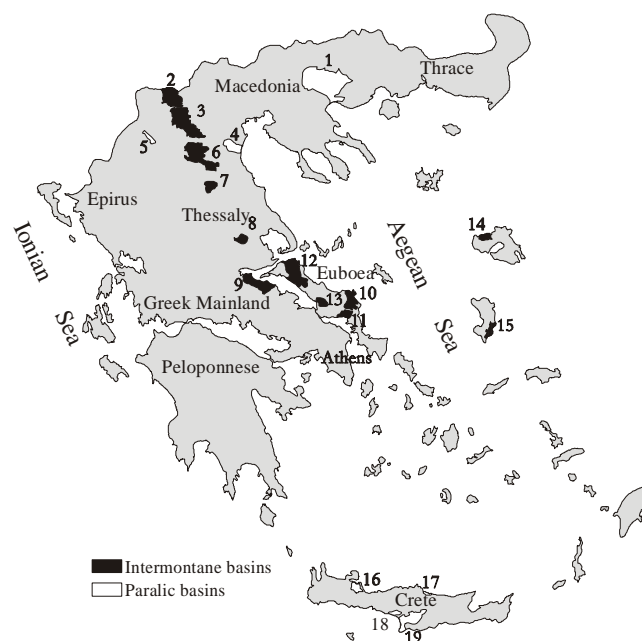 1
Thrace
2
Macedonia
3
4
5
6
7
Epirus
Thessaly
8
14
Ionian
Sea
Aegean
Sea
12
Euboea
9
13
10
Greek Mainland
11
15
Athens
Peloponnese
Intermontane basins
Paralic basins
16
17
Crete
18
19